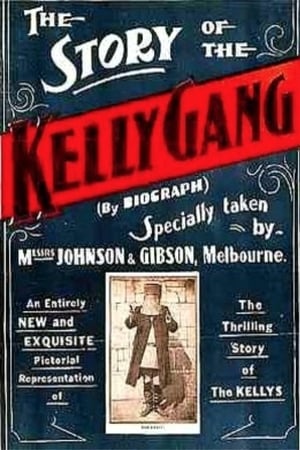 THE
STORY OF THE
KELLY GANG
(By BIOGRAPH)
Specially taken
by
MESSRS JOHNSON & GIBSON, Melbourne.
An Entirely
NEW and
EXQUISITE
Pictorial
Representation
of
The
Thrilling
Story
of
The KELLYS